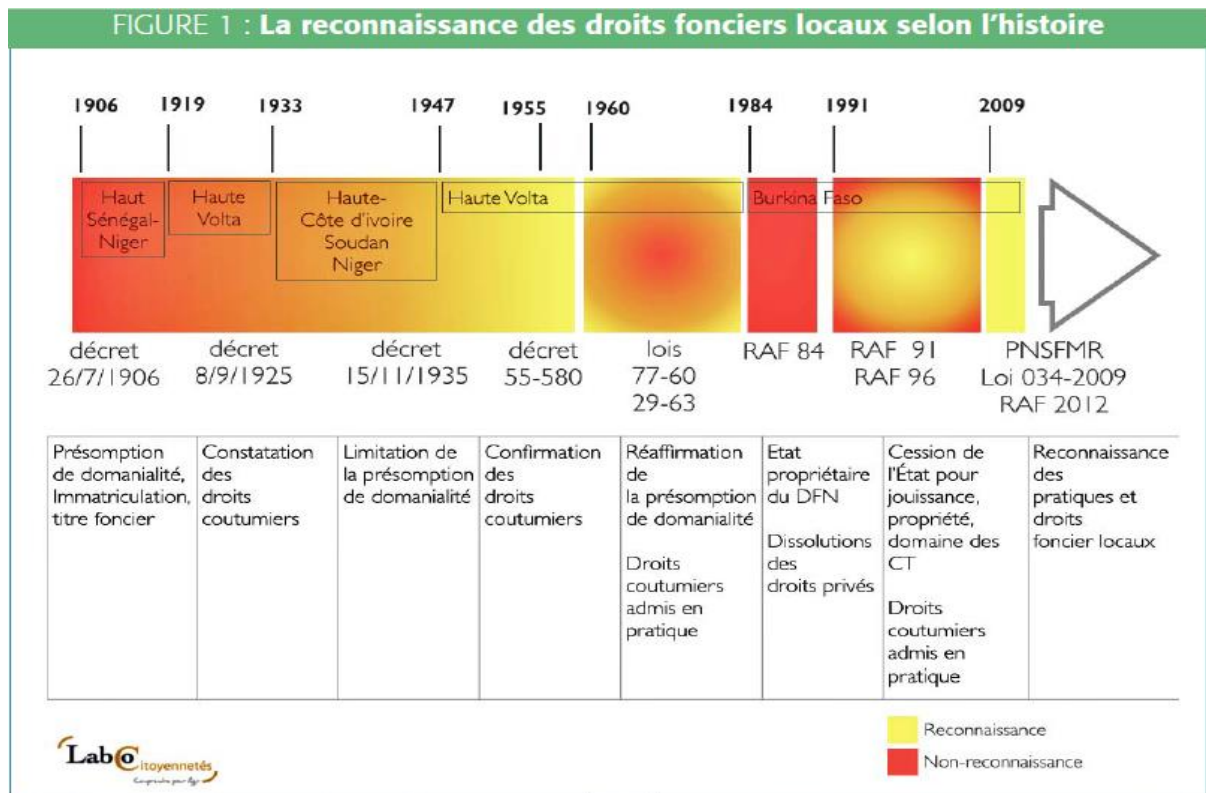 FIGURE 1 : La reconnaissance des droits fonciers locaux selon l'histoire
1906
1919
1933
1947
1955
1960
1984
1991
2009
Haut
Sénégal-
Niger
Haute
Volta
Haute-
Côte d'ivoire
Soudan
Niger
Haute Volta
Burkina Faso
décret
26/7/1906
décret
8/9/1925
décret
15/11/1935
décret
55-580
lois
77-60
29-63
RAF 84
RAF 91
RAF 96
PNSFMR
Loi 034-2009
RAF 2012
Présomption
de domanialité,
Immatriculation,
titre foncier
Constatation
des
droits
coutumiers
Limitation de
la présomption
de domanialité
Confirmation
des
droits
coutumiers
Réaffirmation
de
la présomption
de domanialité
Droits
coutumiers
admis en
pratique
Etat
propriétaire
du DFN
Dissolutions
des
droits privés
Cession de
l'État pour
jouissance,
propriété,
domaine des
CT
Droits
coutumiers
admis en
pratique
Reconnaissance
des
pratiques et
droits
foncier locaux
Reconnaissance
Non-reconnaissance
LaboCitoyennetés
Comprendre pour Agir